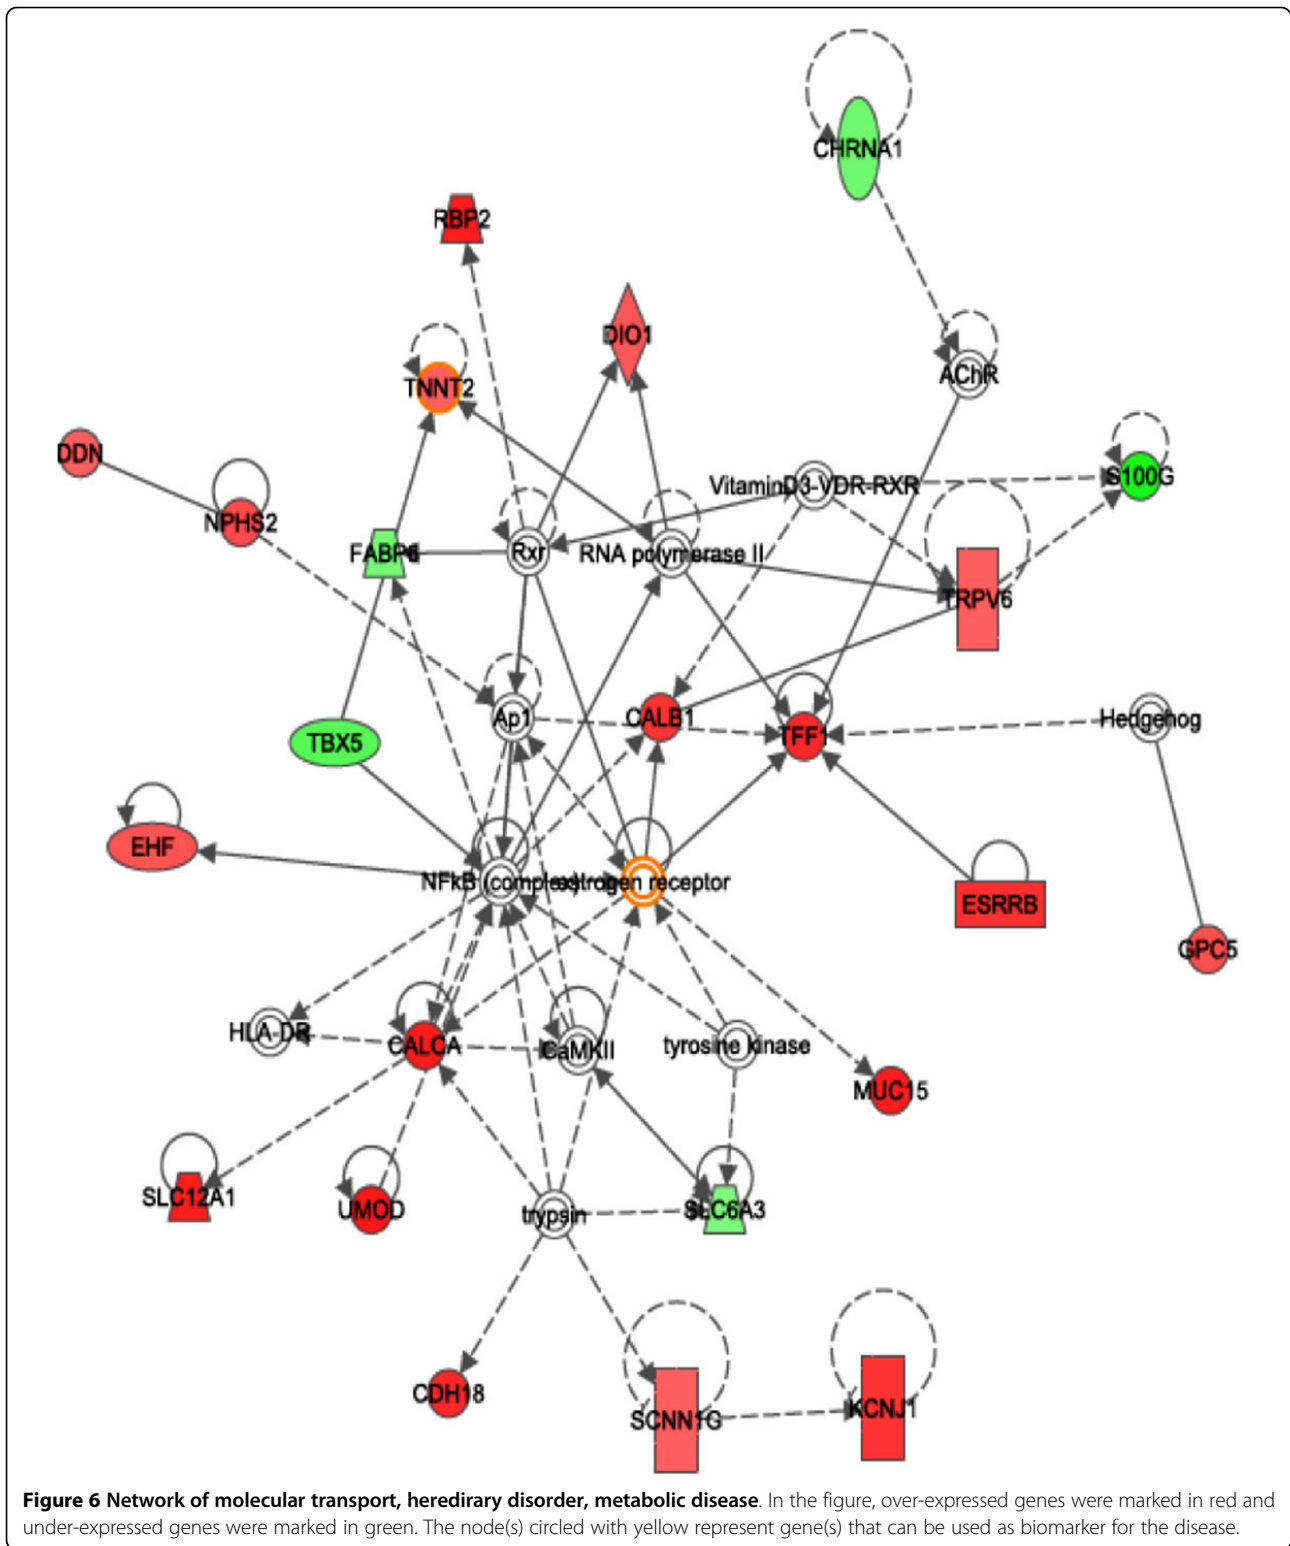 CHRNA1
RBP2
DIO1
TNNT2
AChR
DDN
VitaminD3-VDR-RXR
S100G
NPHS2
FABP6
Rxr
RNA polymerase II
TRPV6
Ap1
CALB1
TFF1
Hedgehog
TBX5
EHF
NFkB (complex)
estrogen receptor
ESRRB
GPC5
HLA-DR
CALCA
CaMKII
tyrosine kinase
MUC15
SLC12A1
UMOD
trypsin
SLC6A3
CDH18
SCNN1G
KCNJ1
Figure 6 Network of molecular transport, heredirary disorder, metabolic disease. In the figure, over-expressed genes were marked in red and
under-expressed genes were marked in green. The node(s) circled with yellow represent gene(s) that can be used as biomarker for the disease.